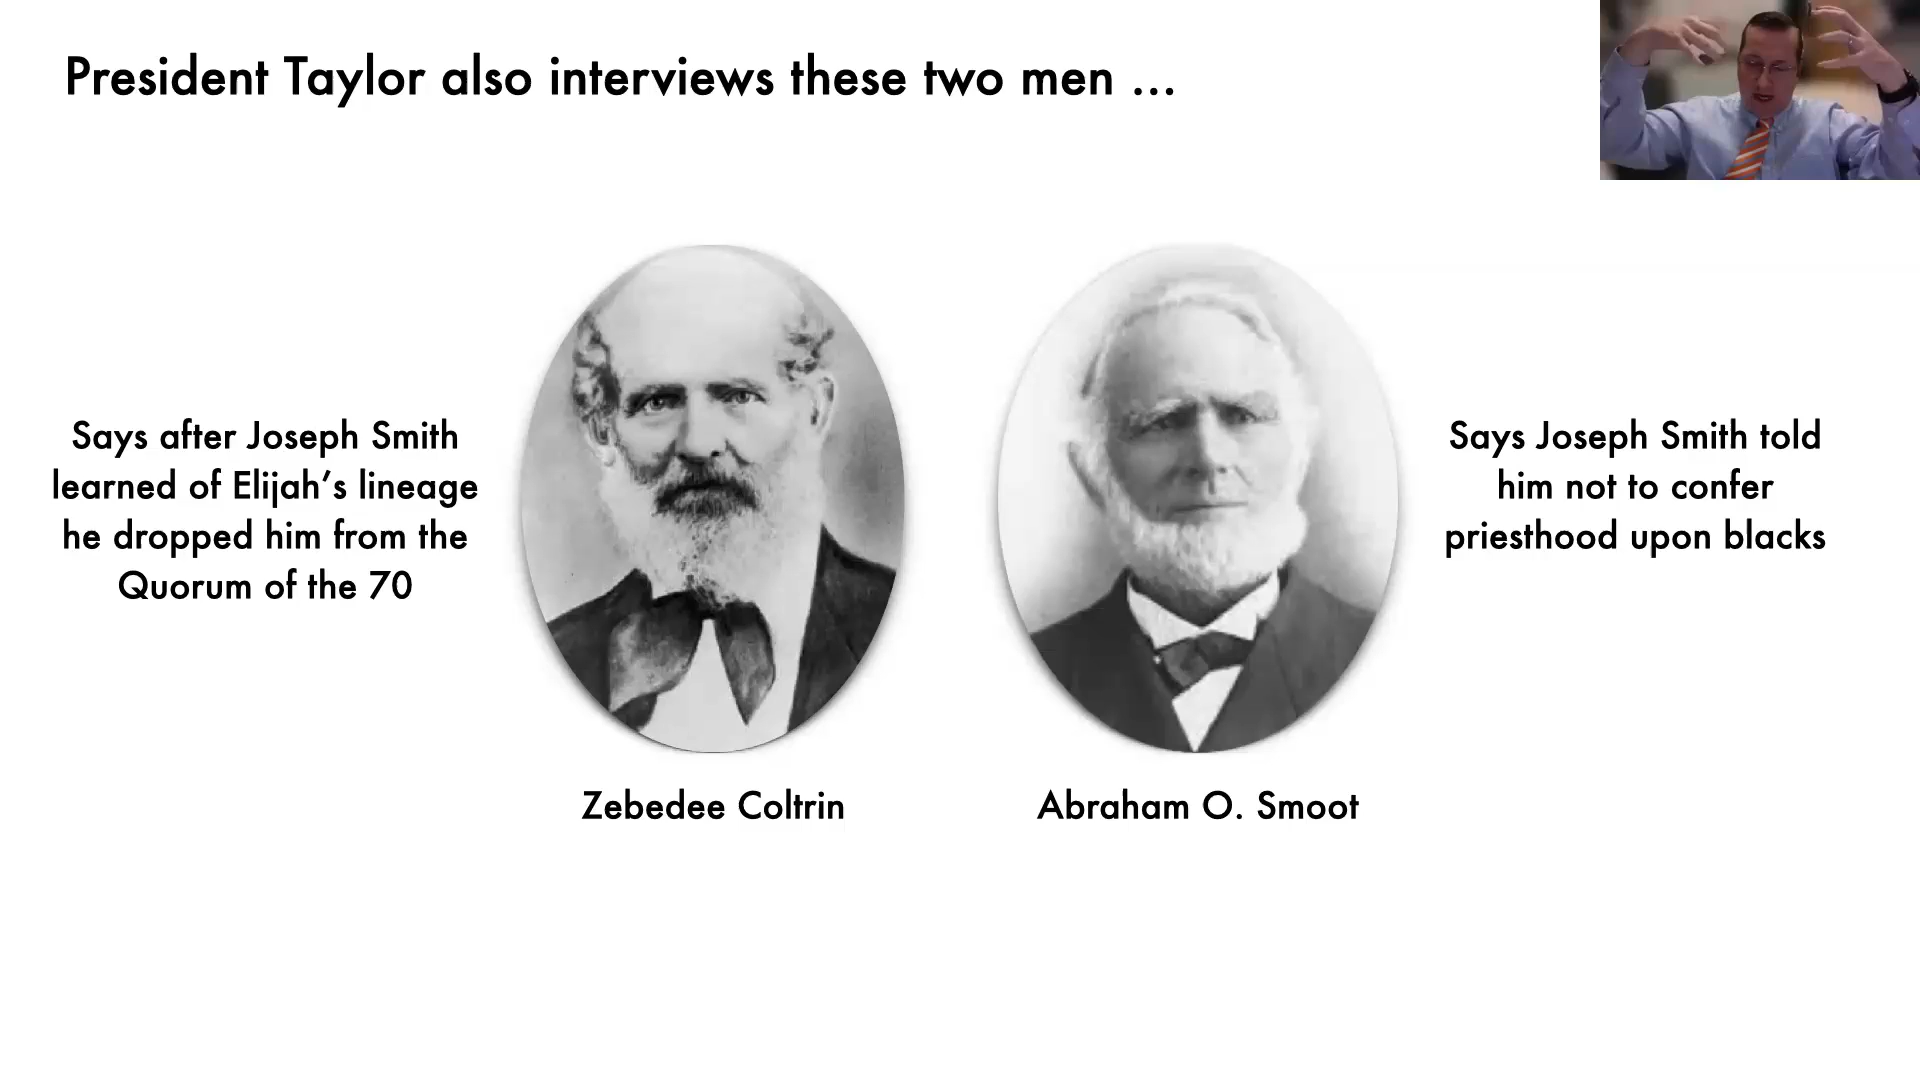 President Taylor also interviews these two men ...
Says after Joseph Smith
learned of Elijah’s lineage
he dropped him from the
Quorum of the 70
Says Joseph Smith told
him not to confer
priesthood upon blacks
Zebedee Coltrin
Abraham O. Smoot